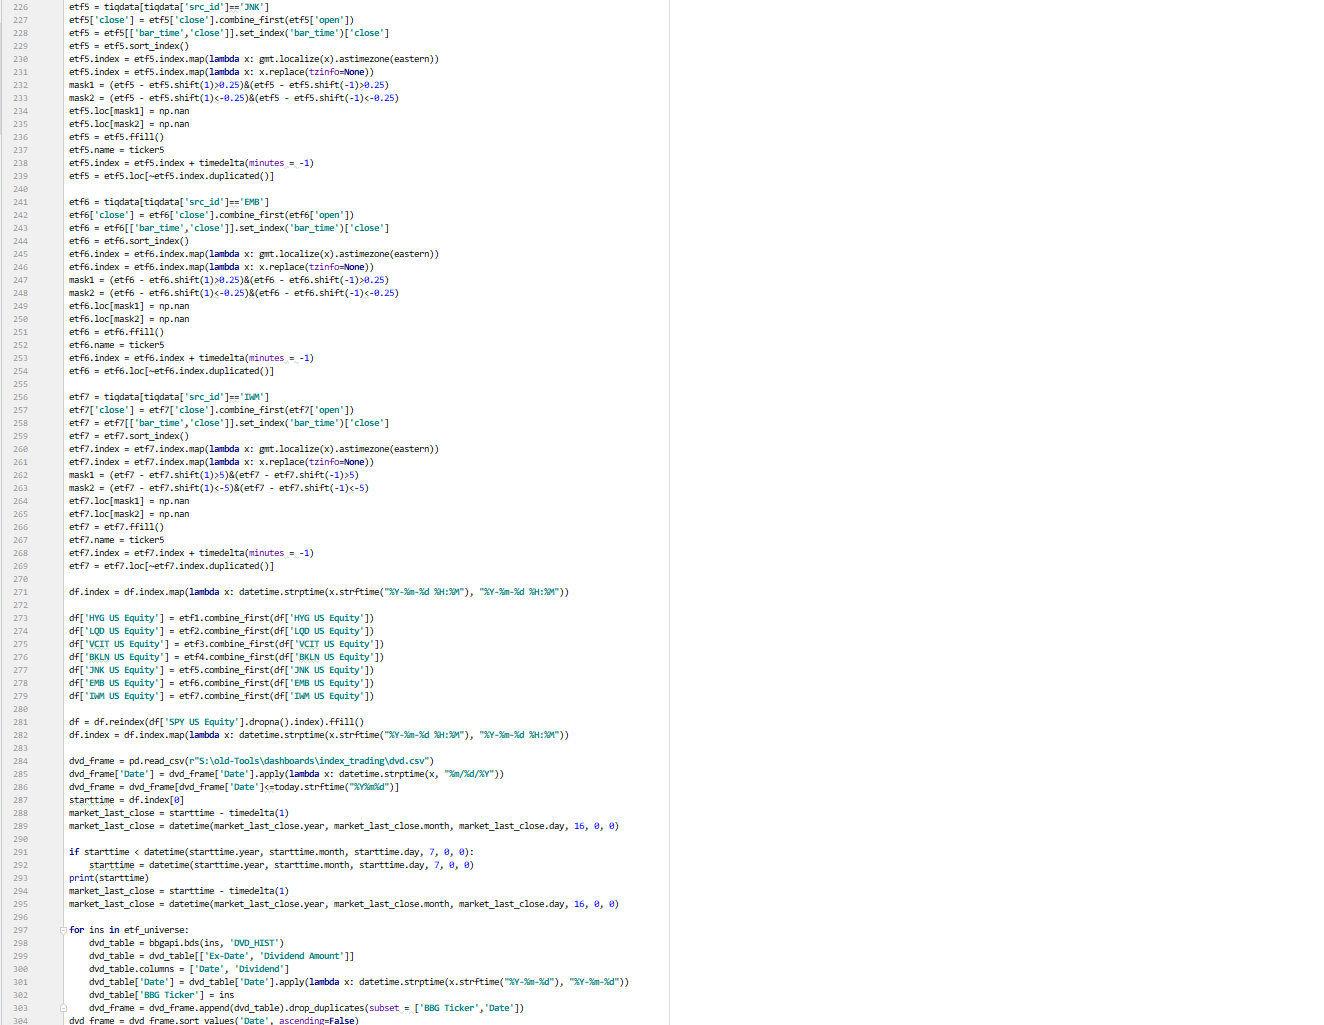 226 etf5 = tiqdata[tiqdata['src_id']=='JNK']
227 etf5['close'] = etf5['close'].combine_first(etf5['open'])
228 etf5 = etf5[['bar_time','close']].set_index('bar_time')['close']
229 etf5 = etf5.sort_index()
230 etf5.index = etf5.index.map(lambda x: gmt.localize(x).astimezone(eastern))
231 etf5.index = etf5.index.map(lambda x: x.replace(tzinfo=None))
232 mask1 = (etf5 - etf5.shift(1)>0.25)&(etf5 - etf5.shift(-1)>0.25)
233 mask2 = (etf5 - etf5.shift(1)<-0.25)&(etf5 - etf5.shift(-1)<-0.25)
234 etf5.loc[mask1] = np.nan
235 etf5.loc[mask2] = np.nan
236 etf5 = etf5.ffill()
237 etf5.name = ticker5
238 etf5.index = etf5.index + timedelta(minutes = -1)
239 etf5 = etf5.loc[~etf5.index.duplicated()]
240
241 etf6 = tiqdata[tiqdata['src_id']=='EMB']
242 etf6['close'] = etf6['close'].combine_first(etf6['open'])
243 etf6 = etf6[['bar_time','close']].set_index('bar_time')['close']
244 etf6 = etf6.sort_index()
245 etf6.index = etf6.index.map(lambda x: gmt.localize(x).astimezone(eastern))
246 etf6.index = etf6.index.map(lambda x: x.replace(tzinfo=None))
247 mask1 = (etf6 - etf6.shift(1)>0.25)&(etf6 - etf6.shift(-1)>0.25)
248 mask2 = (etf6 - etf6.shift(1)<-0.25)&(etf6 - etf6.shift(-1)<-0.25)
249 etf6.loc[mask1] = np.nan
250 etf6.loc[mask2] = np.nan
251 etf6 = etf6.ffill()
252 etf6.name = ticker5
253 etf6.index = etf6.index + timedelta(minutes = -1)
254 etf6 = etf6.loc[~etf6.index.duplicated()]
255
256 etf7 = tiqdata[tiqdata['src_id']=='IWM']
257 etf7['close'] = etf7['close'].combine_first(etf7['open'])
258 etf7 = etf7[['bar_time','close']].set_index('bar_time')['close']
259 etf7 = etf7.sort_index()
260 etf7.index = etf7.index.map(lambda x: gmt.localize(x).astimezone(eastern))
261 etf7.index = etf7.index.map(lambda x: x.replace(tzinfo=None))
262 mask1 = (etf7 - etf7.shift(1)>5)&(etf7 - etf7.shift(-1)>5)
263 mask2 = (etf7 - etf7.shift(1)<-5)&(etf7 - etf7.shift(-1)<-5)
264 etf7.loc[mask1] = np.nan
265 etf7.loc[mask2] = np.nan
266 etf7 = etf7.ffill()
267 etf7.name = ticker5
268 etf7.index = etf7.index + timedelta(minutes = -1)
269 etf7 = etf7.loc[~etf7.index.duplicated()]
270
271 df.index = df.index.map(lambda x: datetime.strptime(x.strftime("%Y-%m-%d %H:%M"), "%Y-%m-%d %H:%M"))
272
273 df['HYG US Equity'] = etf1.combine_first(df['HYG US Equity'])
274 df['LQD US Equity'] = etf2.combine_first(df['LQD US Equity'])
275 df['VCIT US Equity'] = etf3.combine_first(df['VCIT US Equity'])
276 df['BKLN US Equity'] = etf4.combine_first(df['BKLN US Equity'])
277 df['JNK US Equity'] = etf5.combine_first(df['JNK US Equity'])
278 df['EMB US Equity'] = etf6.combine_first(df['EMB US Equity'])
279 df['IWM US Equity'] = etf7.combine_first(df['IWM US Equity'])
280
281 df = df.reindex(df['SPY US Equity'].dropna().index).ffill()
282 df.index = df.index.map(lambda x: datetime.strptime(x.strftime("%Y-%m-%d %H:%M"), "%Y-%m-%d %H:%M"))
283
284 dvd_frame = pd.read_csv(r"S:\old-Tools\dashboards\index_trading\dvd.csv")
285 dvd_frame['Date'] = dvd_frame['Date'].apply(lambda x: datetime.strptime(x, "%m/%d/%Y"))
286 dvd_frame = dvd_frame[dvd_frame['Date']<=today.strftime("%Y%m%d")]
287 starttime = df.index[0]
288 market_last_close = starttime - timedelta(1)
289 market_last_close = datetime(market_last_close.year, market_last_close.month, market_last_close.day, 16, 0, 0)
290
291 if starttime < datetime(starttime.year, starttime.month, starttime.day, 7, 0, 0):
292     starttime = datetime(starttime.year, starttime.month, starttime.day, 7, 0, 0)
293 print(starttime)
294 market_last_close = starttime - timedelta(1)
295 market_last_close = datetime(market_last_close.year, market_last_close.month, market_last_close.day, 16, 0, 0)
296
297 for ins in etf_universe:
298     dvd_table = bbgapi.bds(ins, 'DVD_HIST')
299     dvd_table = dvd_table[['Ex-Date', 'Dividend Amount']]
300     dvd_table.columns = ['Date', 'Dividend']
301     dvd_table['Date'] = dvd_table['Date'].apply(lambda x: datetime.strptime(x.strftime("%Y-%m-%d"), "%Y-%m-%d"))
302     dvd_table['BBG Ticker'] = ins
303     dvd_frame = dvd_frame.append(dvd_table).drop_duplicates(subset = ['BBG Ticker','Date'])
304 dvd_frame = dvd_frame.sort_values('Date', ascending=False)